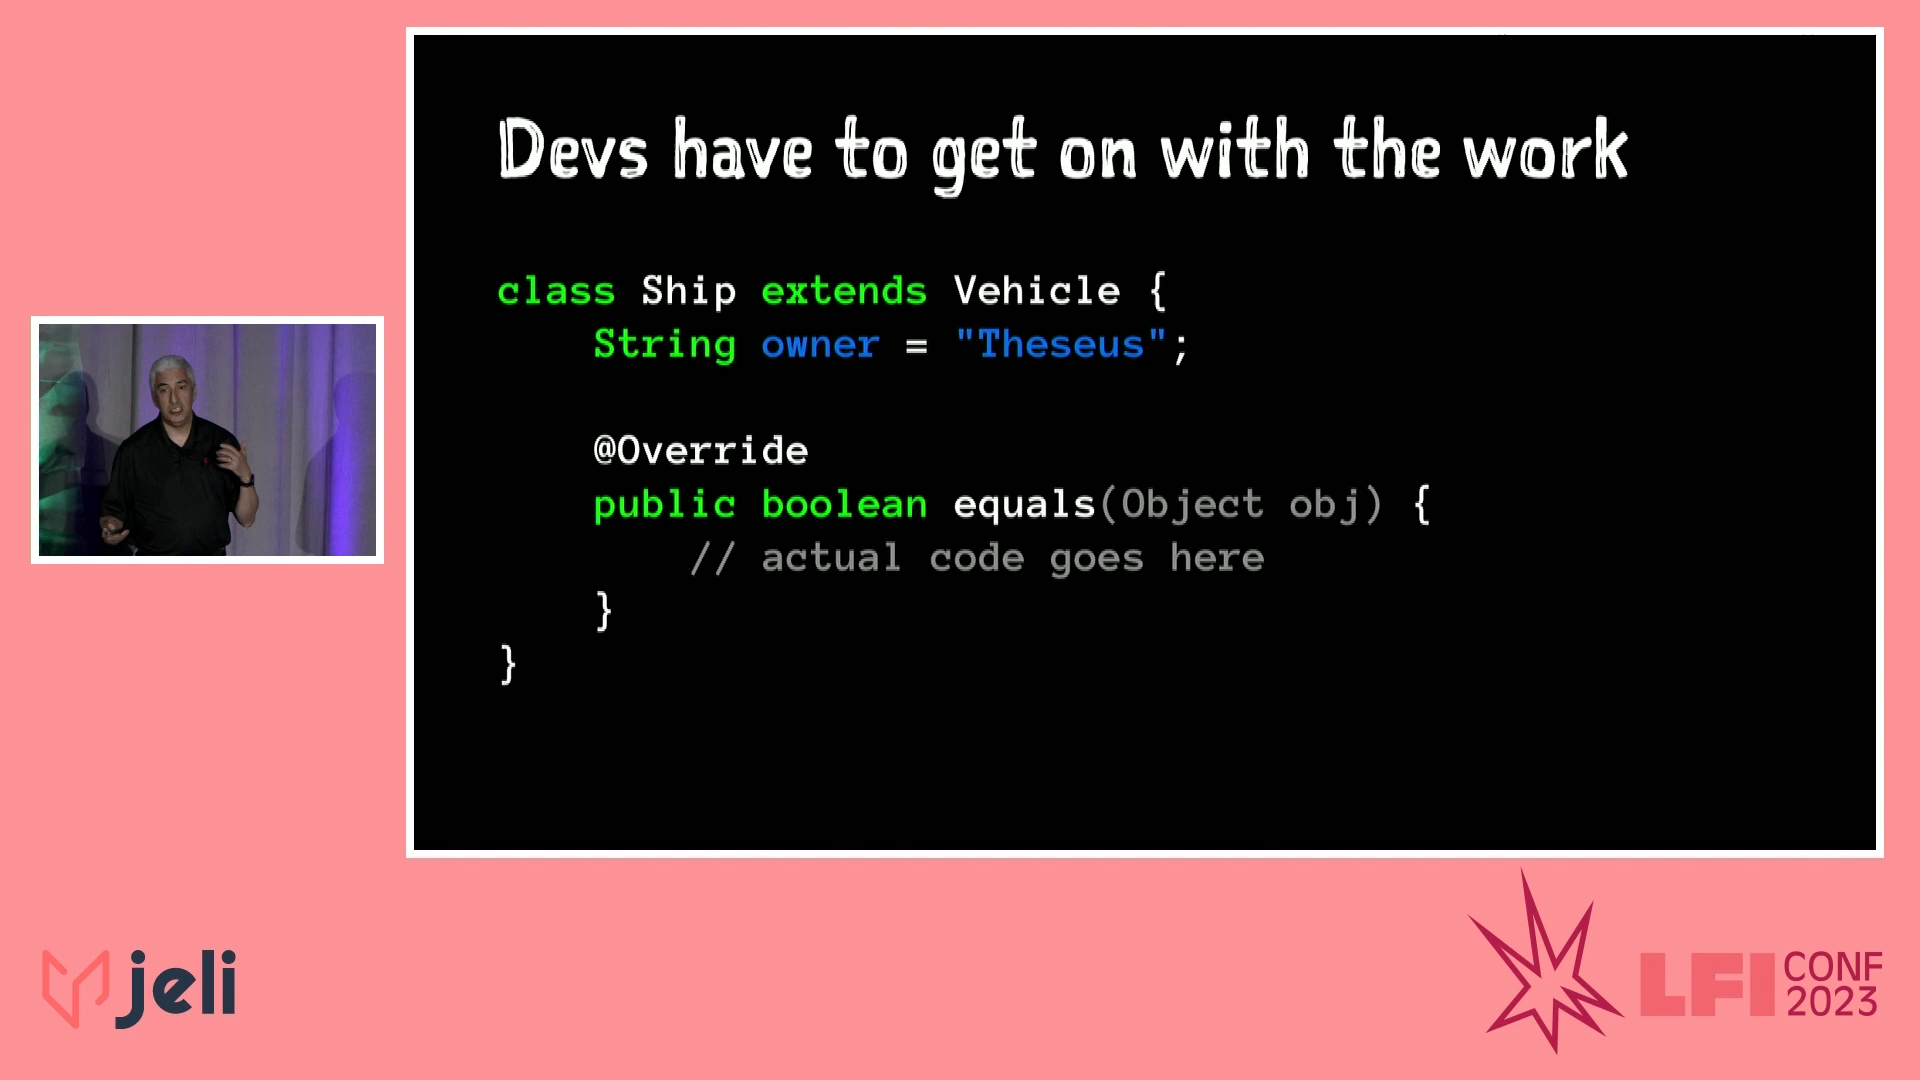 Devs have to get on with the work
class Ship extends Vehicle {
    String owner = "Theseus";
    @Override
    public boolean equals(Object obj) {
        // actual code goes here
    }
}
jeli
LFI
CONF
2023